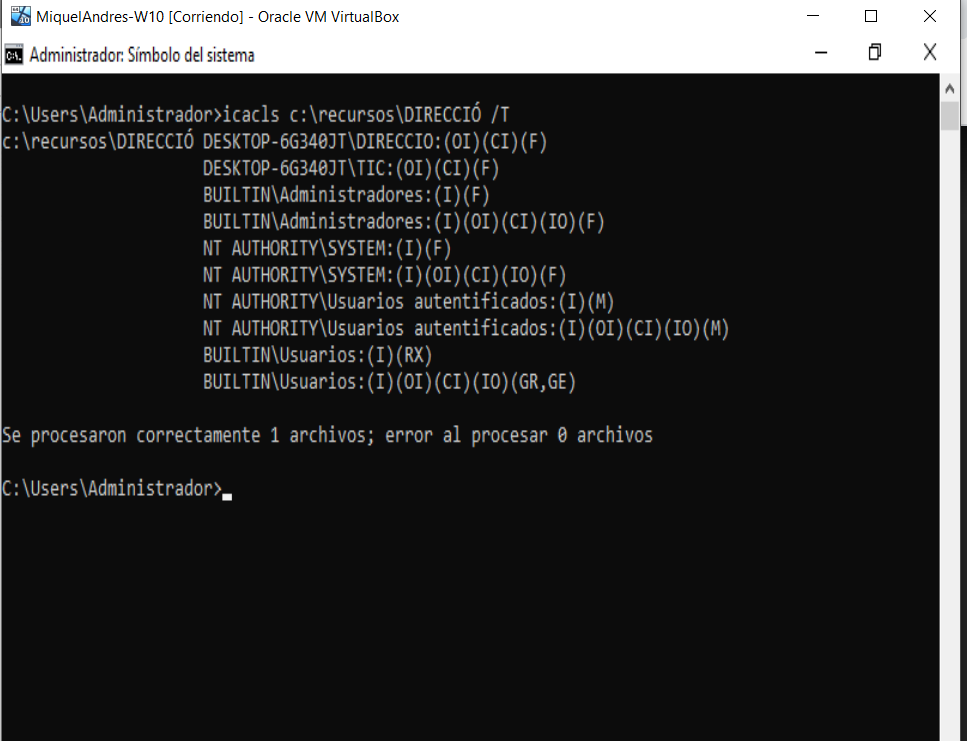 MiquelAndres-W10 [Corriendo] - Oracle VM VirtualBox
Administrador: Símbolo del sistema
C:\Users\Administrador>icacls c:\recursos\DIRECCIÓ /T
c:\recursos\DIRECCIÓ DESKTOP-6G340JT\DIRECCIO:(OI)(CI)(F)
DESKTOP-6G340JT\TIC:(OI)(CI)(F)
BUILTIN\Administradores:(I)(F)
BUILTIN\Administradores:(I)(OI)(CI)(IO)(F)
NT AUTHORITY\SYSTEM:(I)(F)
NT AUTHORITY\SYSTEM:(I)(OI)(CI)(IO)(F)
NT AUTHORITY\Usuarios autentificados:(I)(M)
NT AUTHORITY\Usuarios autentificados:(I)(OI)(CI)(IO)(M)
BUILTIN\Usuarios:(I)(RX)
BUILTIN\Usuarios:(I)(OI)(CI)(IO)(GR,GE)
Se procesaron correctamente 1 archivos; error al procesar 0 archivos
C:\Users\Administrador>